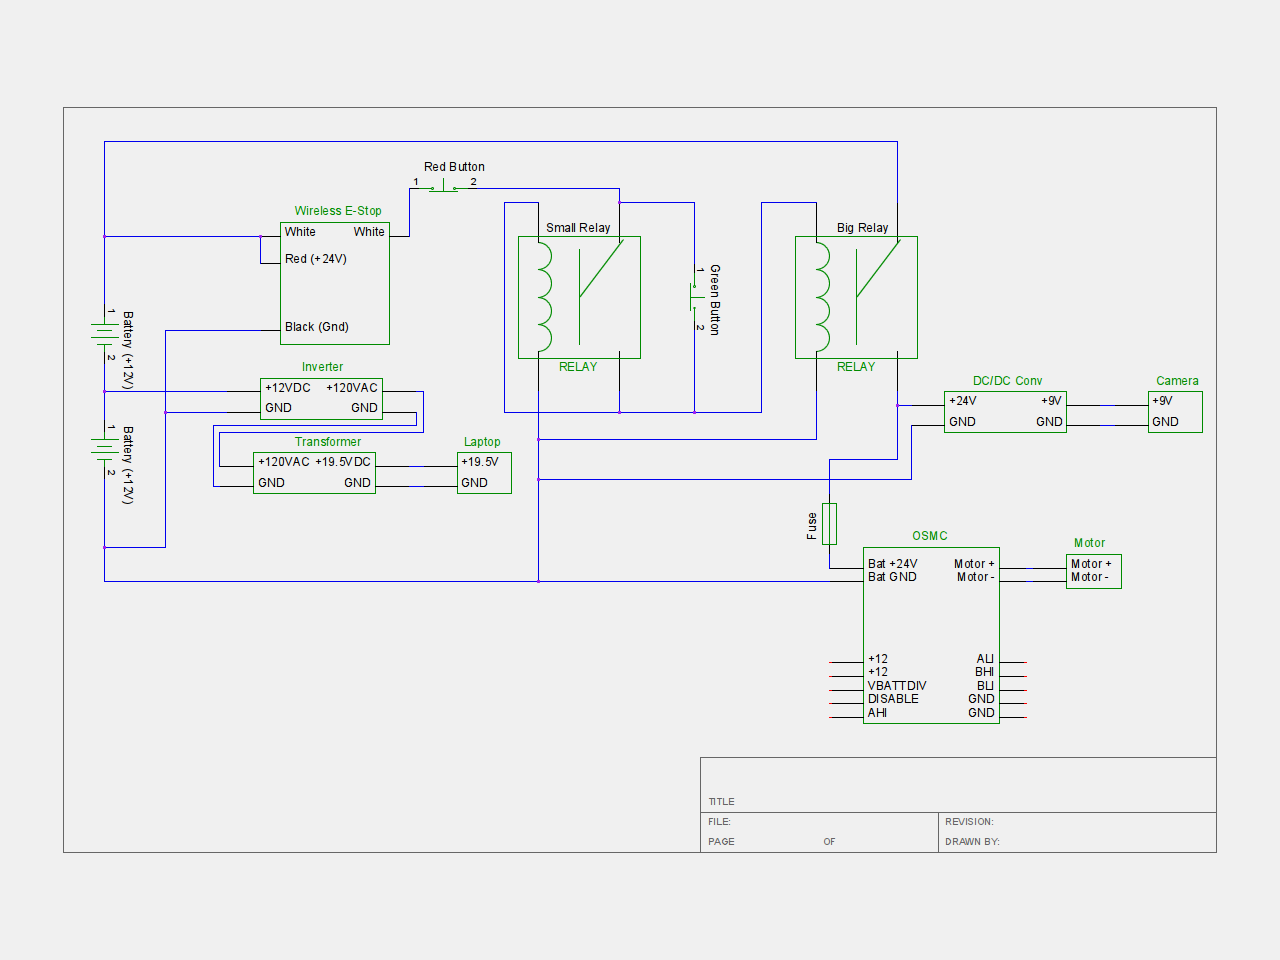 Red Button
1 2
Wireless E-Stop
White White
Red (+24V)
Black (Gnd)
Small Relay
RELAY
1
Green Button
2
Big Relay
RELAY
1
Battery (+12V)
2
Inverter
+12VDC +120VAC
GND GND
1
Battery (+12V)
2
Transformer
+120VAC +19.5VDC
GND GND
Laptop
+19.5V
GND
DC/DC Conv
+24V +9V
GND GND
Camera
+9V
GND
Fuse
OSMC
Bat +24V Motor +
Bat GND Motor -
+12 ALI
+12 BHI
VBATTDIV BLI
DISABLE GND
AHI GND
Motor
Motor +
Motor -
TITLE
FILE: REVISION:
PAGE OF DRAWN BY: